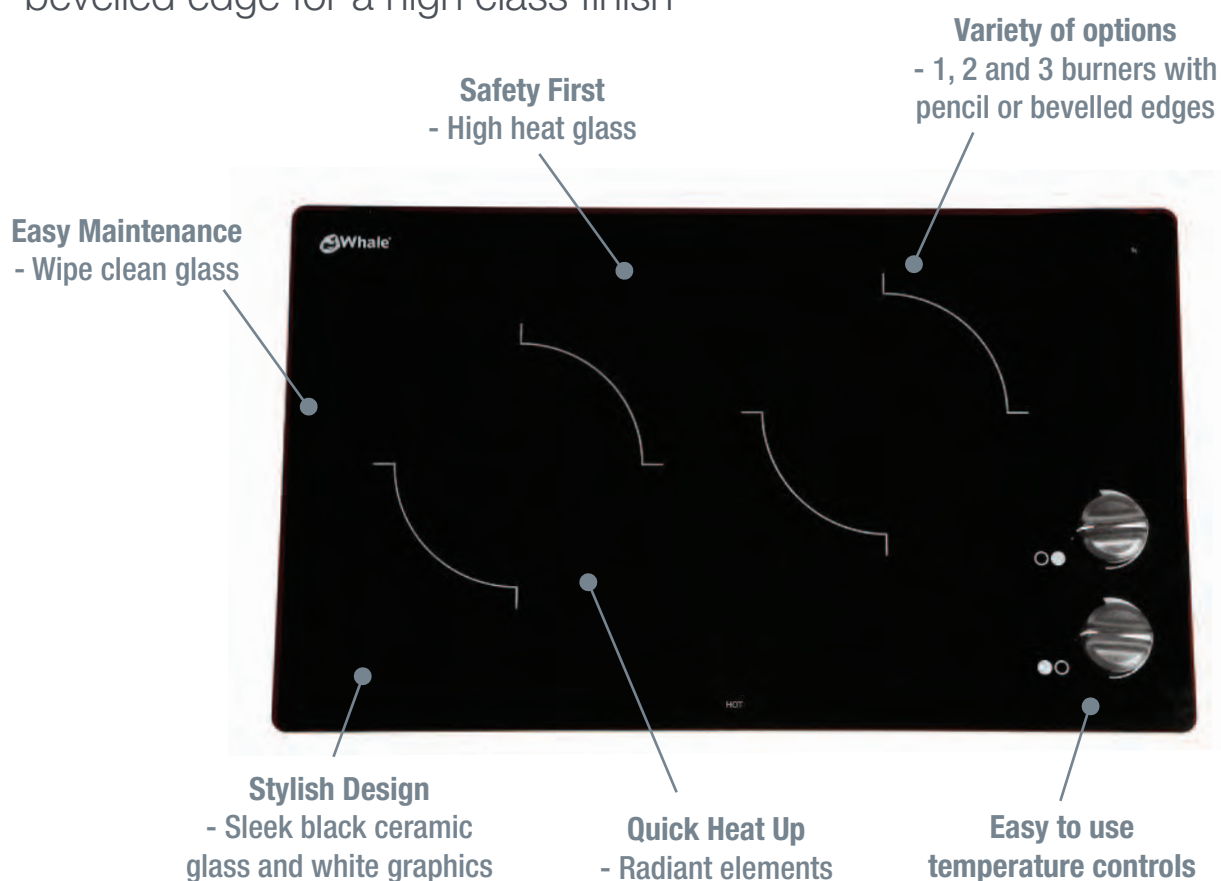 bevelled edge for a high class finish
Variety of options
- 1, 2 and 3 burners with
pencil or bevelled edges
Safety First
- High heat glass
Easy Maintenance
- Wipe clean glass
Whale
HOT
Stylish Design
- Sleek black ceramic
glass and white graphics
Quick Heat Up
- Radiant elements
Easy to use
temperature controls